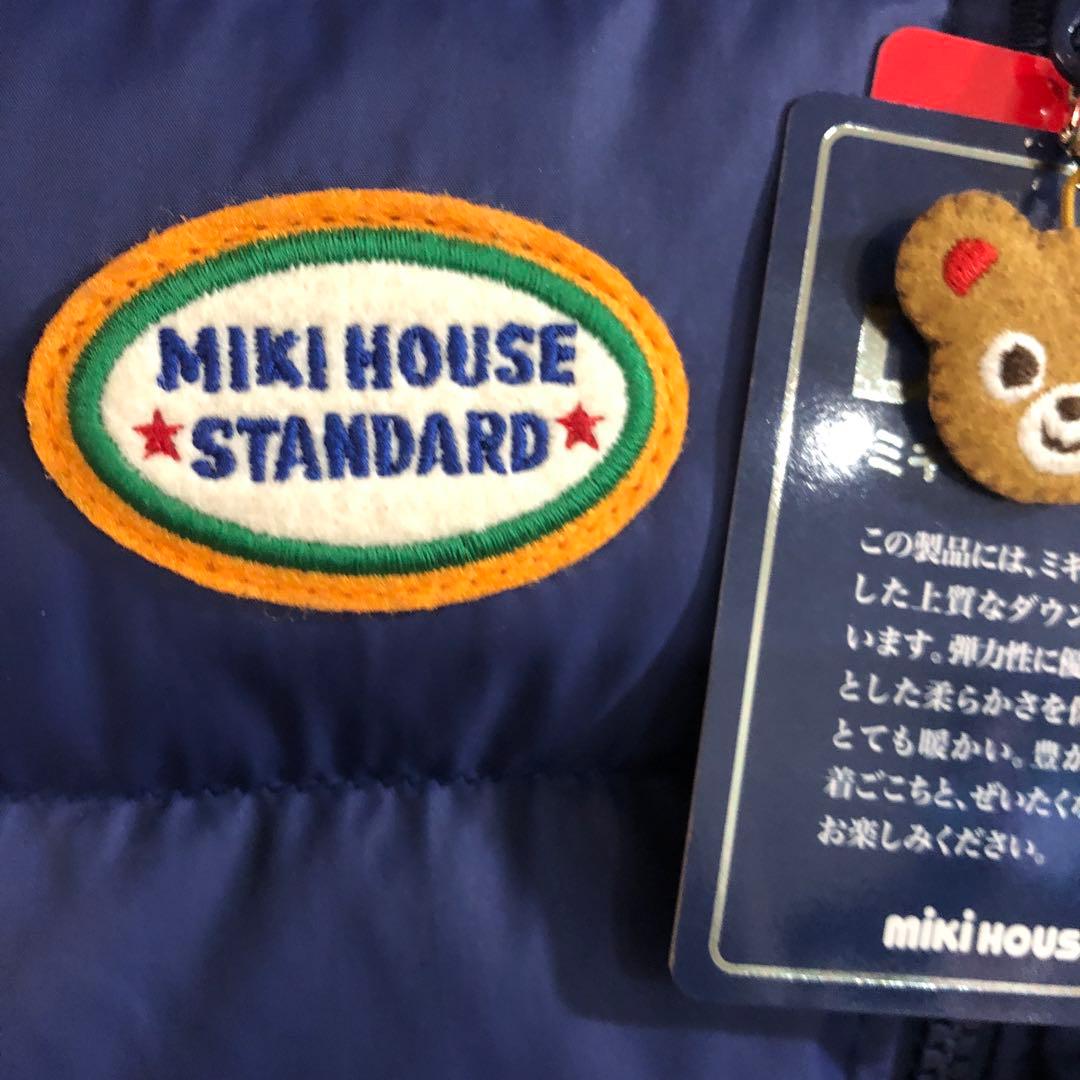 MIKI HOUSE
STANDARD
ミキ
この製品には、ミキ
した上質なダウン
います。弾力性に優
とした柔らかさを
とても暖かい。豊か
着ごこちと、ぜいたく
お楽しみください。
miki HOUS